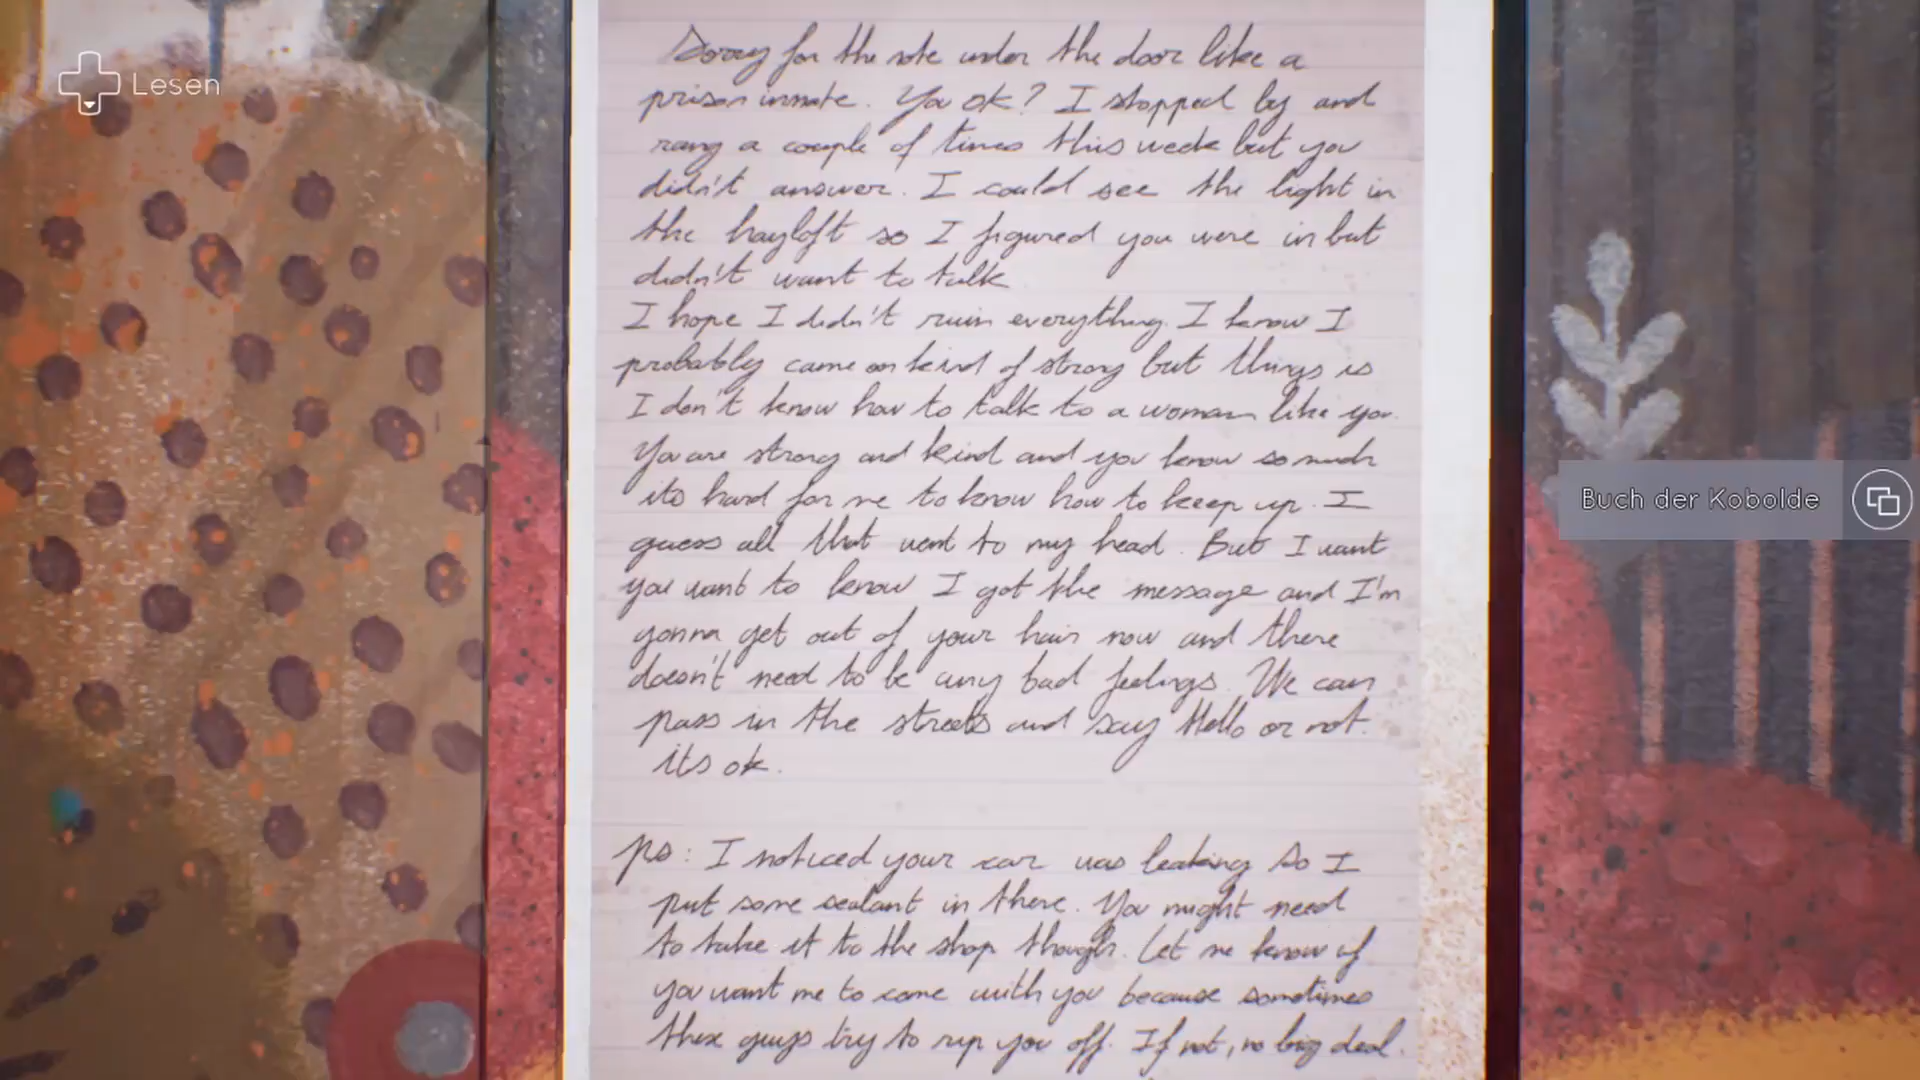 Lesen
Sorry for the note under the door like a
prison inmate. You ok? I stopped by and
rang a couple of times this week but you
didn't answer. I could see the light in
the hayloft so I figured you were in but
didn't want to talk
I hope I didn't ruin everything. I know I
probably came on kind of strong but things is
I don't know how to talk to a woman like you.
You are strong and kind and you know so much
its hard for me to know how to keep up. I
guess all that went to my head. But I want
you want to know I got the message and I'm
gonna get out of your hair now and there
doesn't need to be any bad feelings. We can
pass in the streets and say Hello or not.
its ok.
ps: I noticed your car was leaking so I
put some sealant in there. You might need
to take it to the shop though. Let me know if
you want me to come with you because sometimes
these guys try to rip you off. If not, no big deal.
Buch der Kobolde